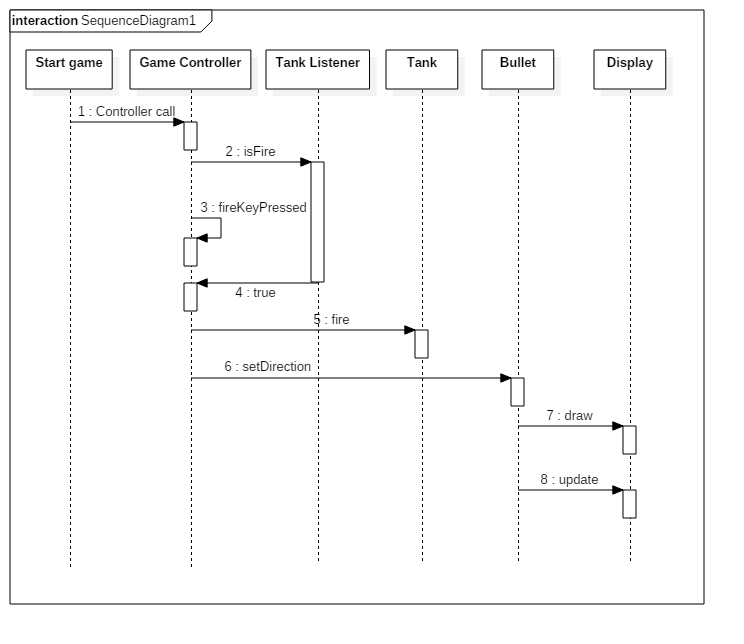 interaction SequenceDiagram1
Start game
Game Controller
Tank Listener
Tank
Bullet
Display
1 : Controller call
2 : isFire
3 : fireKeyPressed
4 : true
5 : fire
6 : setDirection
7 : draw
8 : update